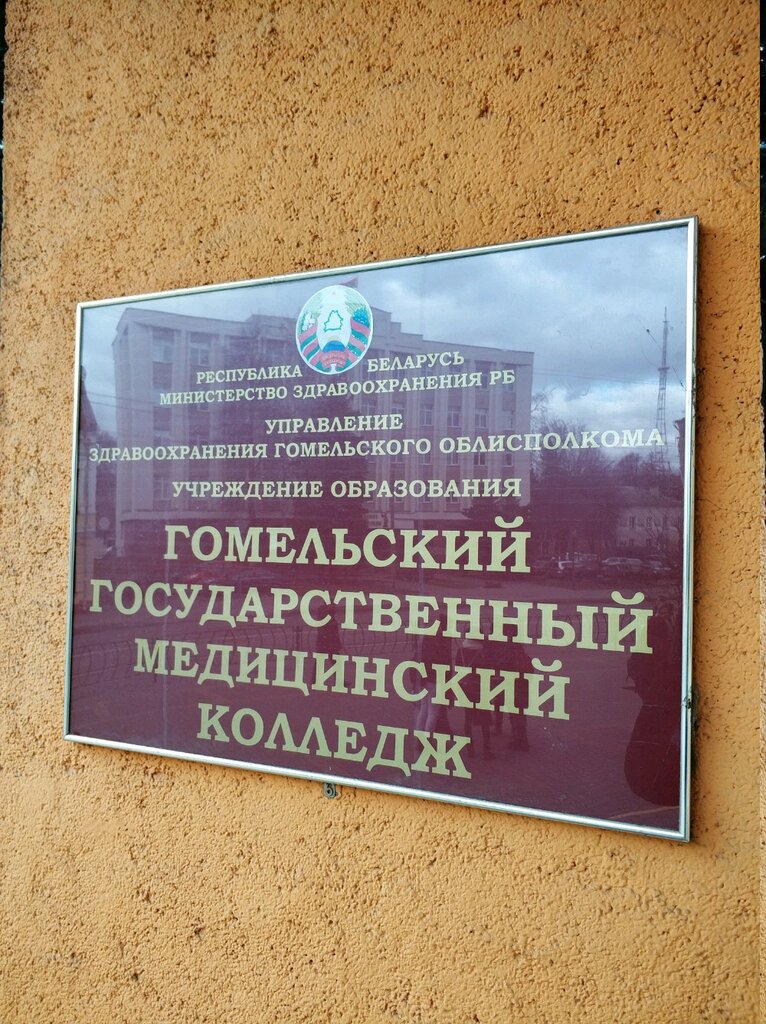 РЕСПУБЛИКА БЕЛАРУСЬ
МИНИСТЕРСТВО ЗДРАВООХРАНЕНИЯ РБ
УПРАВЛЕНИЕ
ЗДРАВООХРАНЕНИЯ ГОМЕЛЬСКОГО ОБЛИСПОЛКОМА
УЧРЕЖДЕНИЕ ОБРАЗОВАНИЯ
ГОМЕЛЬСКИЙ
ГОСУДАРСТВЕННЫЙ
МЕДИЦИНСКИЙ
КОЛЛЕДЖ